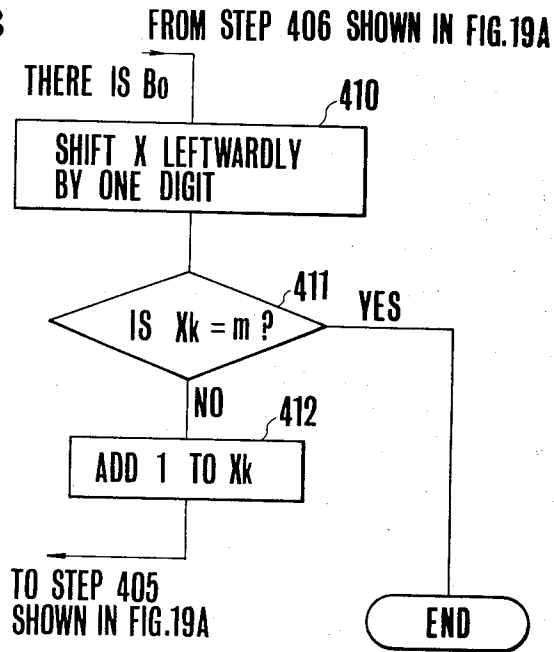 FROM STEP 406 SHOWN IN FIG.19A
THERE IS B0
410
SHIFT X LEFTWARDLY
BY ONE DIGIT
411
IS Xk = m ?
YES
NO
412
ADD 1 TO Xk
TO STEP 405
SHOWN IN FIG.19A
END